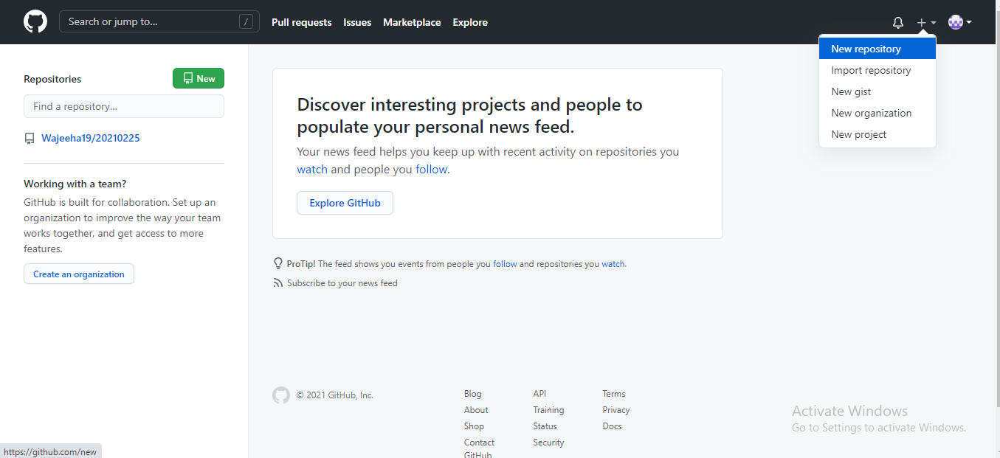 Search or jump to...
/
Pull requests
Issues
Marketplace
Explore
New repository
Import repository
New gist
New organization
New project
Repositories
New
Find a repository...
Wajeeha19/20210225
Working with a team?
GitHub is built for collaboration. Set up an
organization to improve the way your team
works together, and get access to more
features.
Create an organization
Discover interesting projects and people to
populate your personal news feed.
Your news feed helps you keep up with recent activity on repositories you
watch and people you follow.
Explore GitHub
ProTip! The feed shows you events from people you follow and repositories you watch.
Subscribe to your news feed
© 2021 GitHub, Inc.
Blog
About
Shop
Contact
GitHub
API
Training
Status
Security
Terms
Privacy
Docs
Activate Windows
Go to Settings to activate Windows.
https://github.com/new